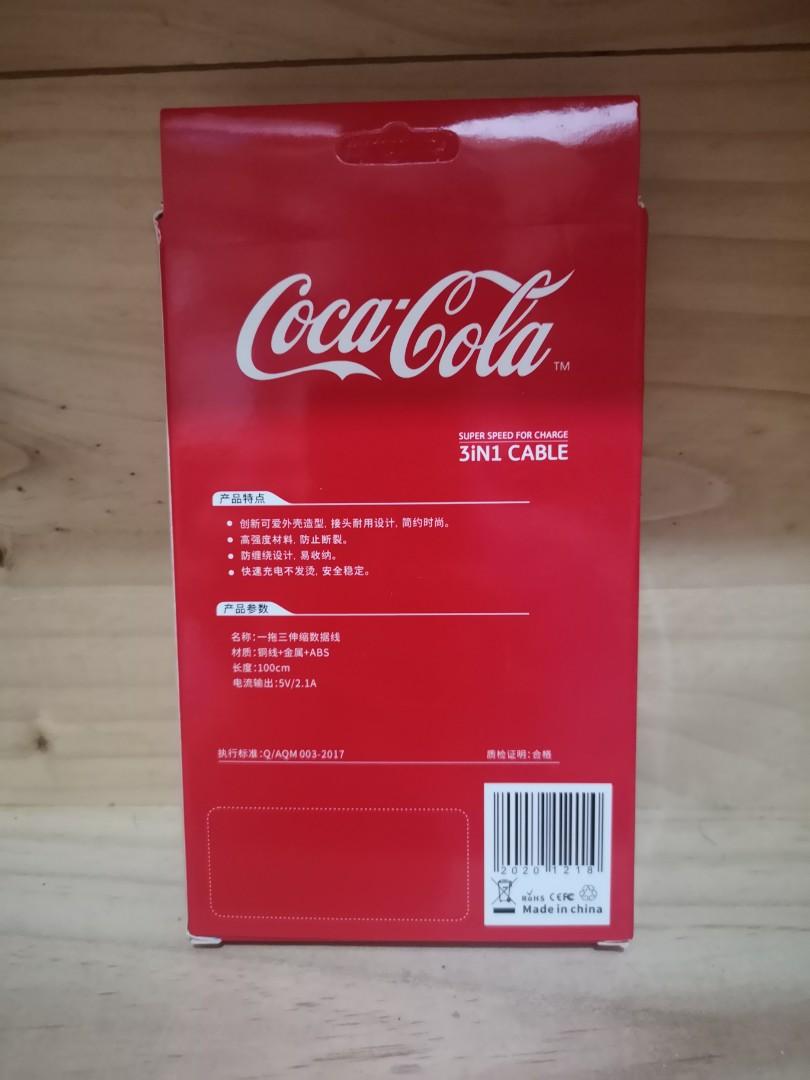 Coca-Cola TM
SUPER SPEED FOR CHARGE
3iN1 CABLE
产品特点
创新可爱外壳造型, 接头耐用设计, 简约时尚。
高强度材料, 防止断裂。
防缠绕设计, 易收纳。
快速充电不发烫, 安全稳定。
产品参数
名称:一拖三伸缩数据线
材质:铜线+金属+ABS
长度:100cm
电流输出:5V/2.1A
执行标准:Q/AQM 003-2017 质检证明:合格
2020 1218
RoHS CE FC
Made in china